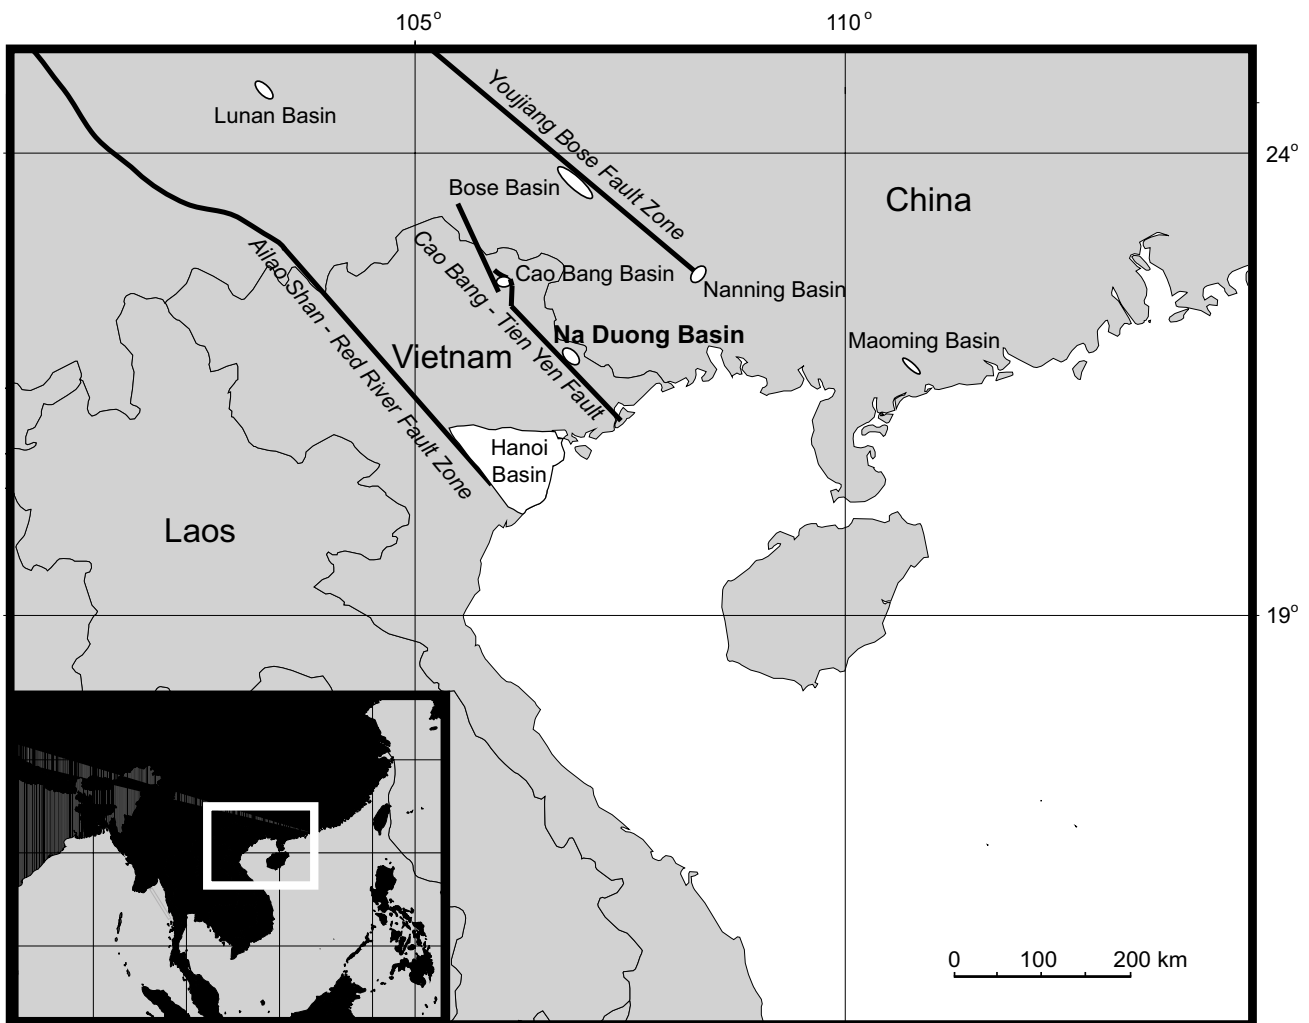 105°
110°
Lunan Basin
Youjiang Bose Fault Zone
24°
Bose Basin
China
Ailao Shan - Red River Fault Zone
Cao Bang - Tien Yen Fault
Cao Bang Basin
Nanning Basin
Na Duong Basin
Maoming Basin
Vietnam
Hanoi
Basin
Laos
19°
0 100 200 km